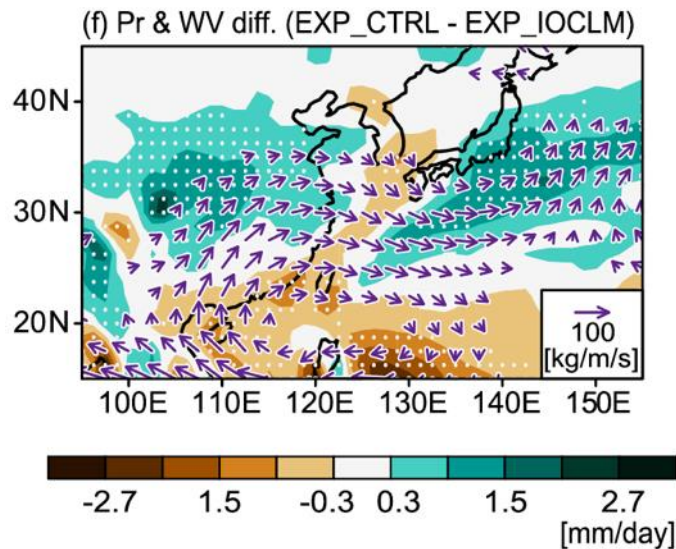 (f) Pr & WV diff. (EXP_CTRL - EXP_IOCLM)
40N
30N
20N
100
[kg/m/s]
100E 110E 120E 130E 140E 150E
-2.7 1.5 -0.3 0.3 1.5 2.7
[mm/day]